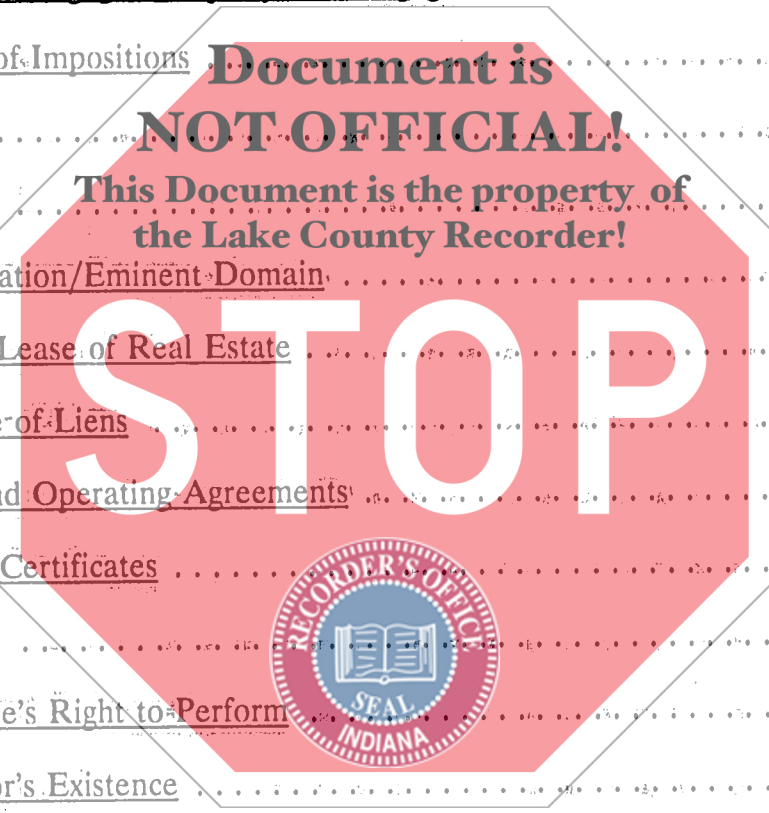 of Impositions
Document is
NOT OFFICIAL!
This Document is the property of
the Lake County Recorder!
ation/Eminent Domain
Lease of Real Estate
STOP
of Liens
d Operating Agreements
Certificates
RECORDER'S OFFICE
SEAL
INDIANA
e's Right to Perform
r's Existence